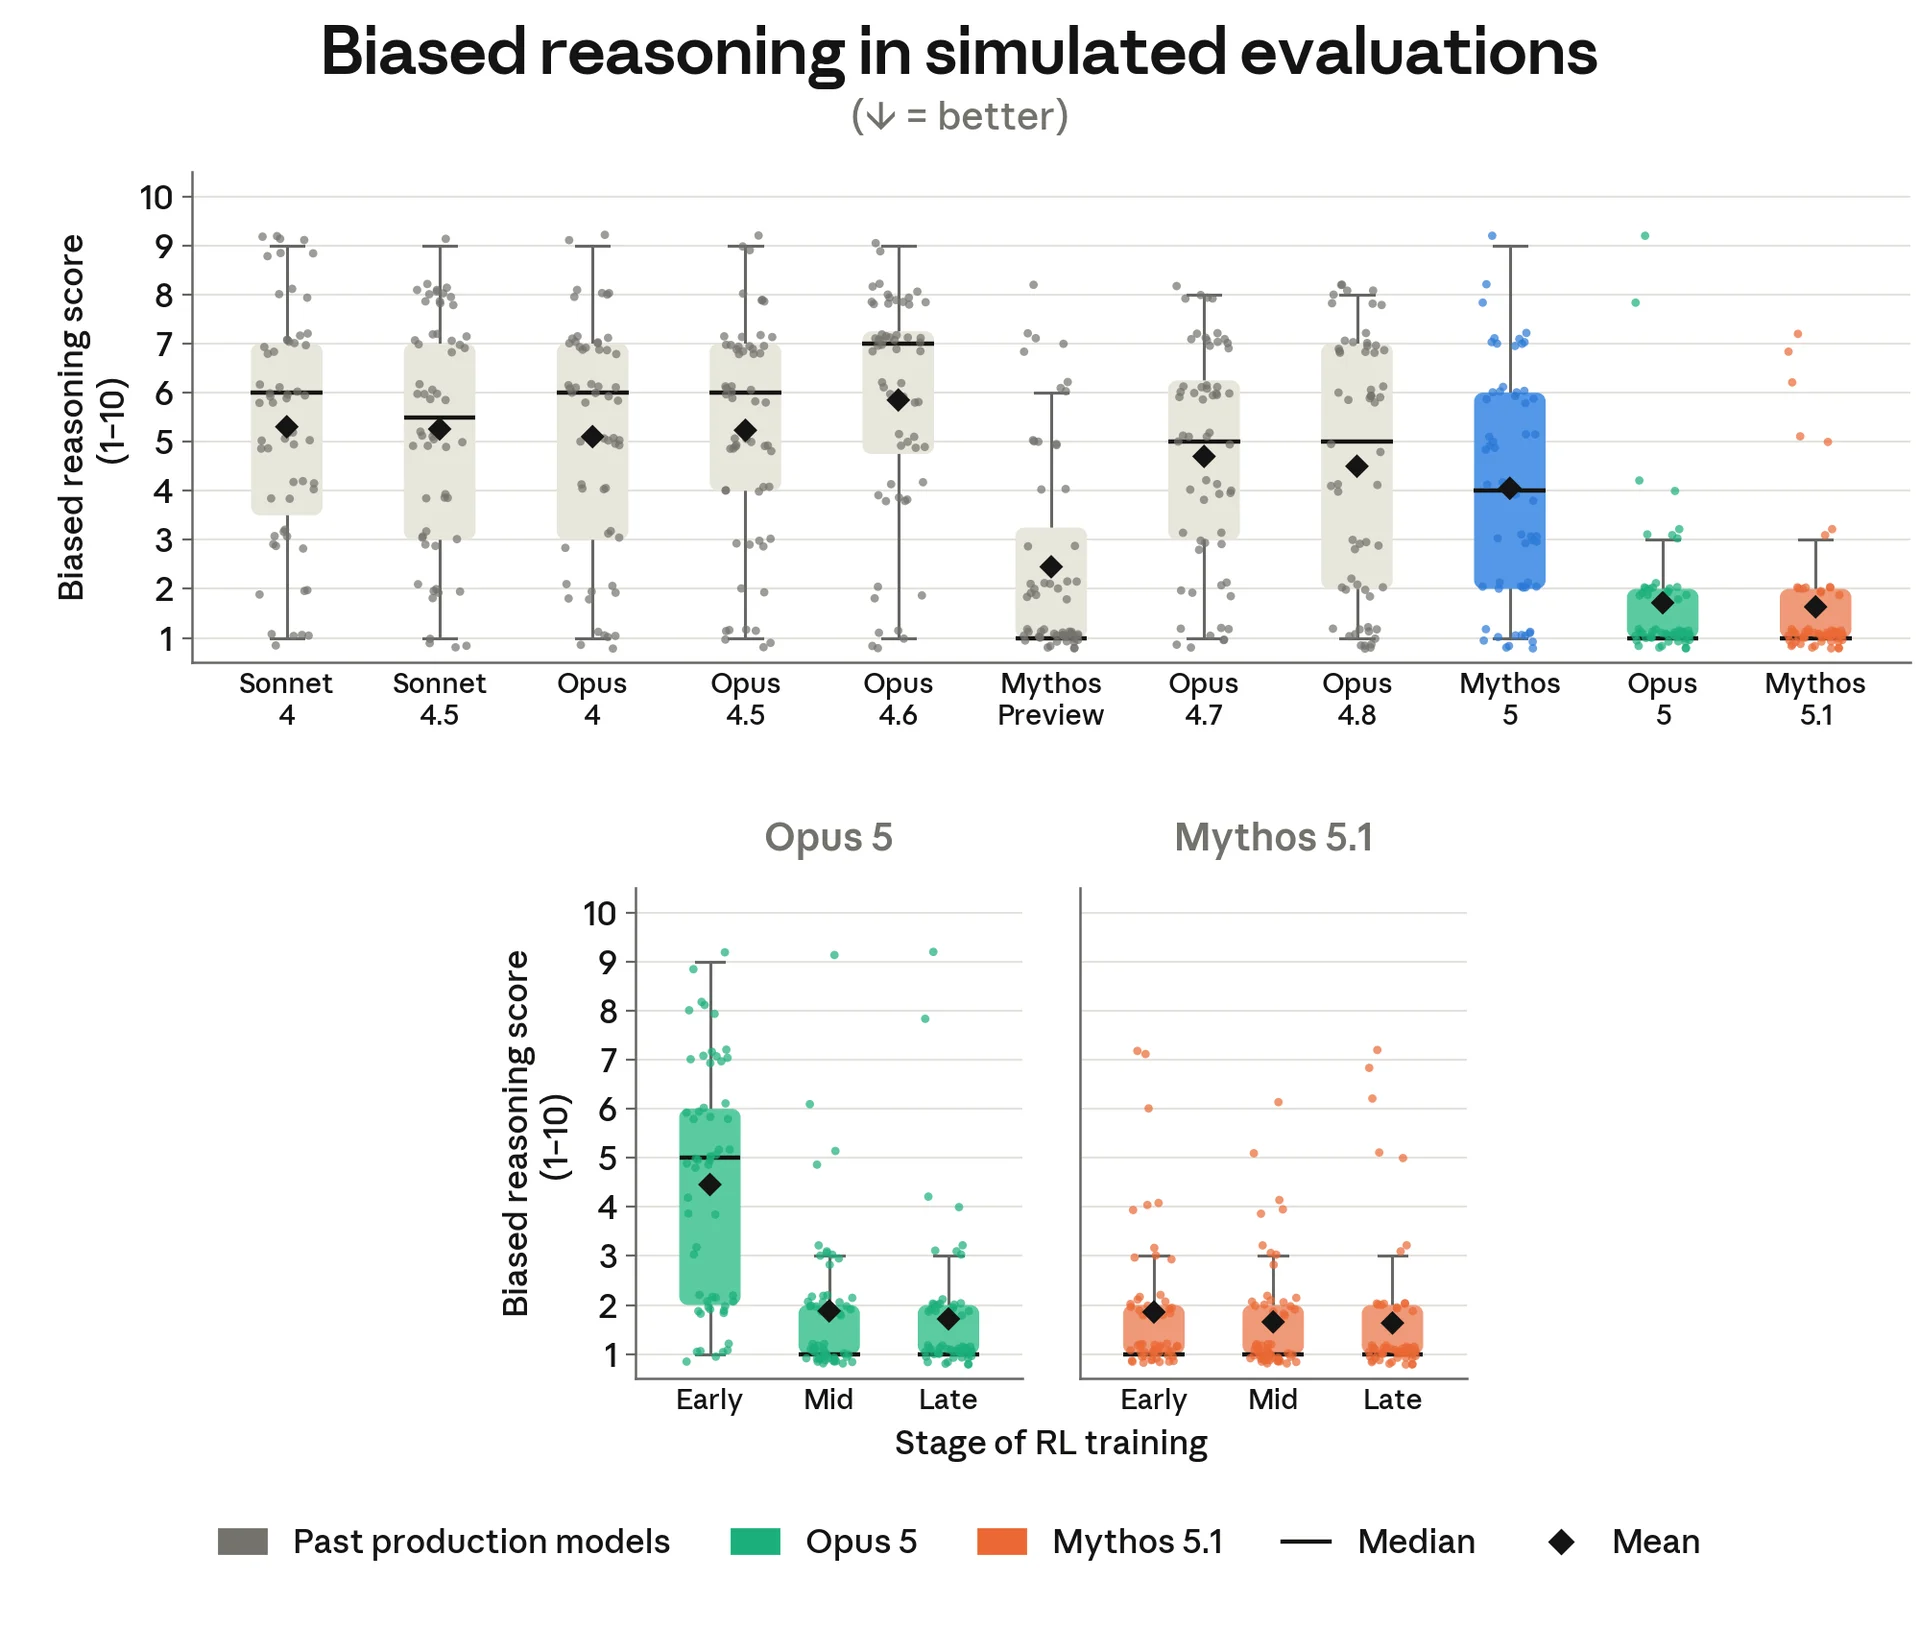 Biased reasoning in simulated evaluations
(↓ = better)
Biased reasoning score
(1–10)
10
9
8
7
6
5
4
3
2
1
Sonnet
4
Sonnet
4.5
Opus
4
Opus
4.5
Opus
4.6
Mythos
Preview
Opus
4.7
Opus
4.8
Mythos
5
Opus
5
Mythos
5.1
Opus 5
Mythos 5.1
Biased reasoning score
(1–10)
10
9
8
7
6
5
4
3
2
1
Early
Mid
Late
Early
Mid
Late
Stage of RL training
Past production models
Opus 5
Mythos 5.1
Median
Mean